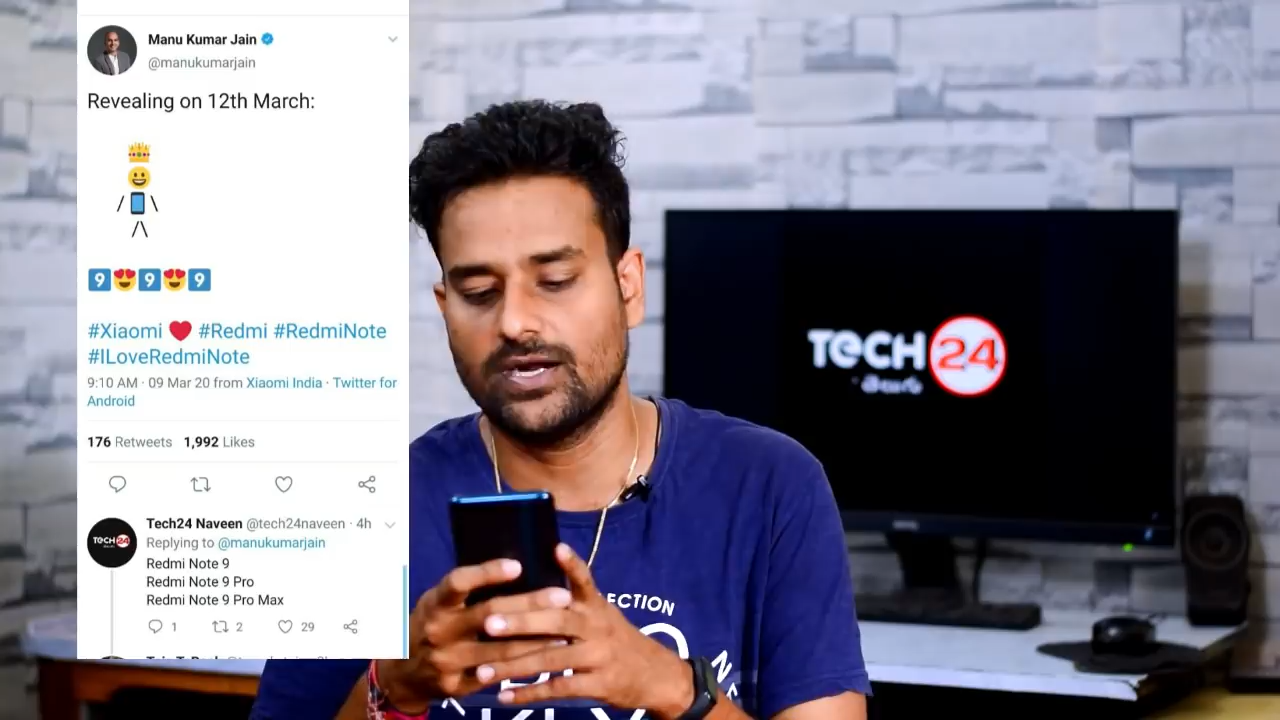 Manu Kumar Jain
@manukumarjain
Revealing on 12th March:
9😍9😍9
#Xiaomi ❤️ #Redmi #RedmiNote
#ILoveRedmiNote
9:10 AM · 09 Mar 20 from Xiaomi India · Twitter for
Android
176 Retweets 1,992 Likes
TECH24
Tech24 Naveen @tech24naveen · 4h
Replying to @manukumarjain
Redmi Note 9
Redmi Note 9 Pro
Redmi Note 9 Pro Max
1 2 29
TECH 24
తెలుగు
ECTION